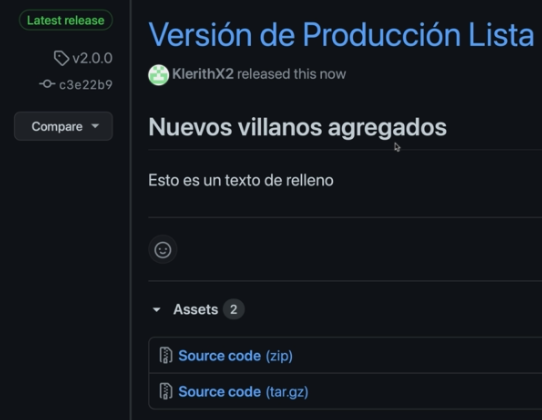 Latest release
v2.0.0
c3e22b9
Compare
Versión de Producción Lista
KlerithX2 released this now
Nuevos villanos agregados
Esto es un texto de relleno
Assets 2
Source code (zip)
Source code (tar.gz)